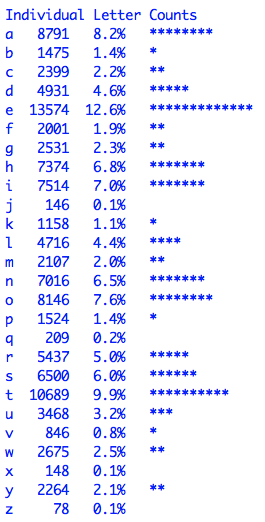 Individual Letter Counts
a   8791   8.2%   ********
b   1475   1.4%   *
c   2399   2.2%   **
d   4931   4.6%   *****
e  13574  12.6%   *************
f   2001   1.9%   **
g   2531   2.3%   **
h   7374   6.8%   *******
i   7514   7.0%   *******
j    146   0.1%
k   1158   1.1%   *
l   4716   4.4%   ****
m   2107   2.0%   **
n   7016   6.5%   *******
o   8146   7.6%   ********
p   1524   1.4%   *
q    209   0.2%
r   5437   5.0%   *****
s   6500   6.0%   ******
t  10689   9.9%   **********
u   3468   3.2%   ***
v    846   0.8%   *
w   2675   2.5%   **
x    148   0.1%
y   2264   2.1%   **
z     78   0.1%